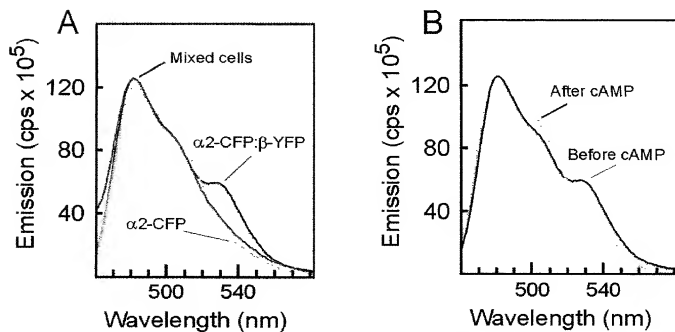 A
Emission (cps x 10⁵)
120
80
40
Mixed cells
α2-CFP:β-YFP
α2-CFP
500
540
Wavelength (nm)
B
Emission (cps x 10⁵)
120
80
40
After cAMP
Before cAMP
500
540
Wavelength (nm)